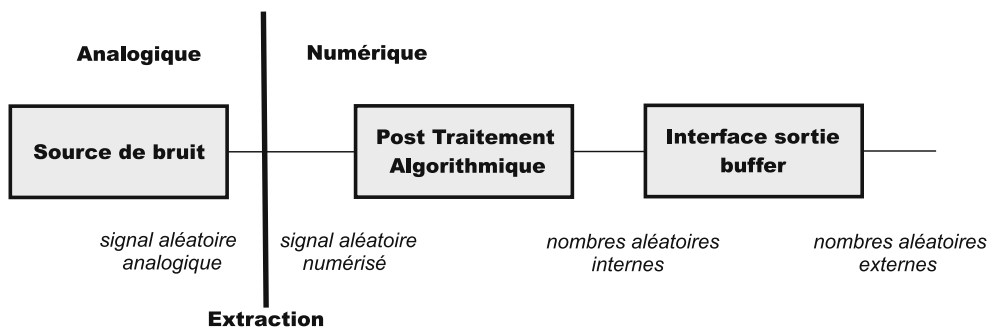 Analogique
Numérique
Source de bruit
Post Traitement
Algorithmique
Interface sortie
buffer
signal aléatoire
analogique
signal aléatoire
numérisé
nombres aléatoires
internes
nombres aléatoires
externes
Extraction